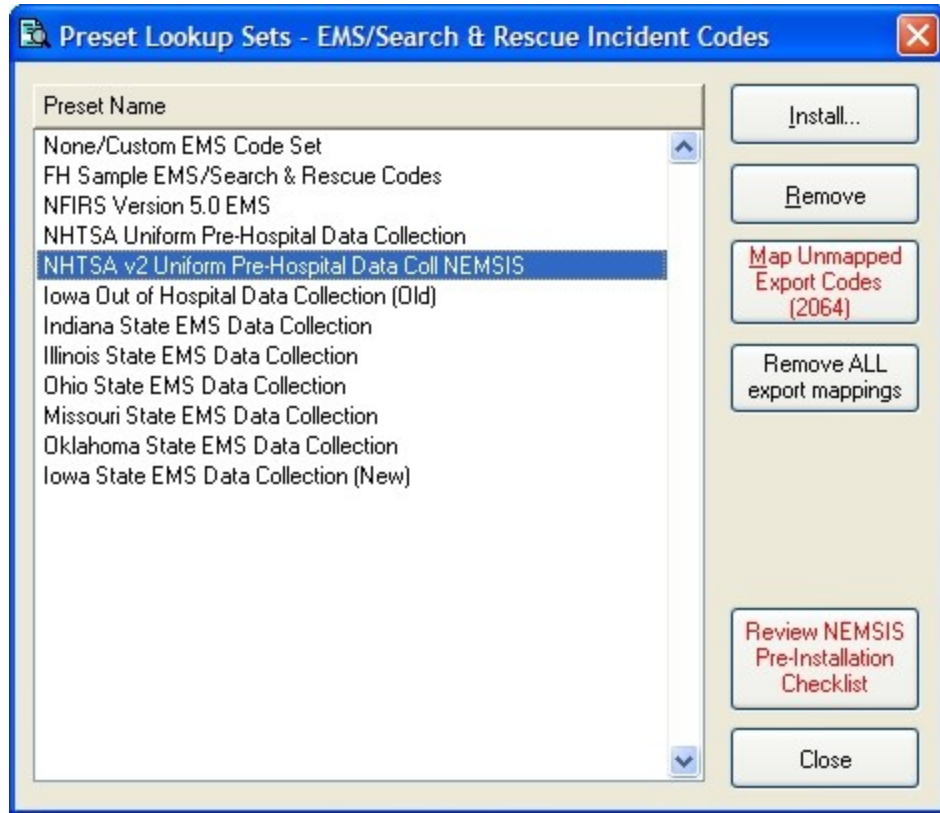 Preset Lookup Sets - EMS/Search & Rescue Incident Codes
Preset Name
None/Custom EMS Code Set
FH Sample EMS/Search & Rescue Codes
NFIRS Version 5.0 EMS
NHTSA Uniform Pre-Hospital Data Collection
NHTSA v2 Uniform Pre-Hospital Data Coll NEMSIS
Iowa Out of Hospital Data Collection (Old)
Indiana State EMS Data Collection
Illinois State EMS Data Collection
Ohio State EMS Data Collection
Missouri State EMS Data Collection
Oklahoma State EMS Data Collection
Iowa State EMS Data Collection (New)
Install...
Remove
Map Unmapped
Export Codes
(2064)
Remove ALL
export mappings
Review NEMSIS
Pre-Installation
Checklist
Close